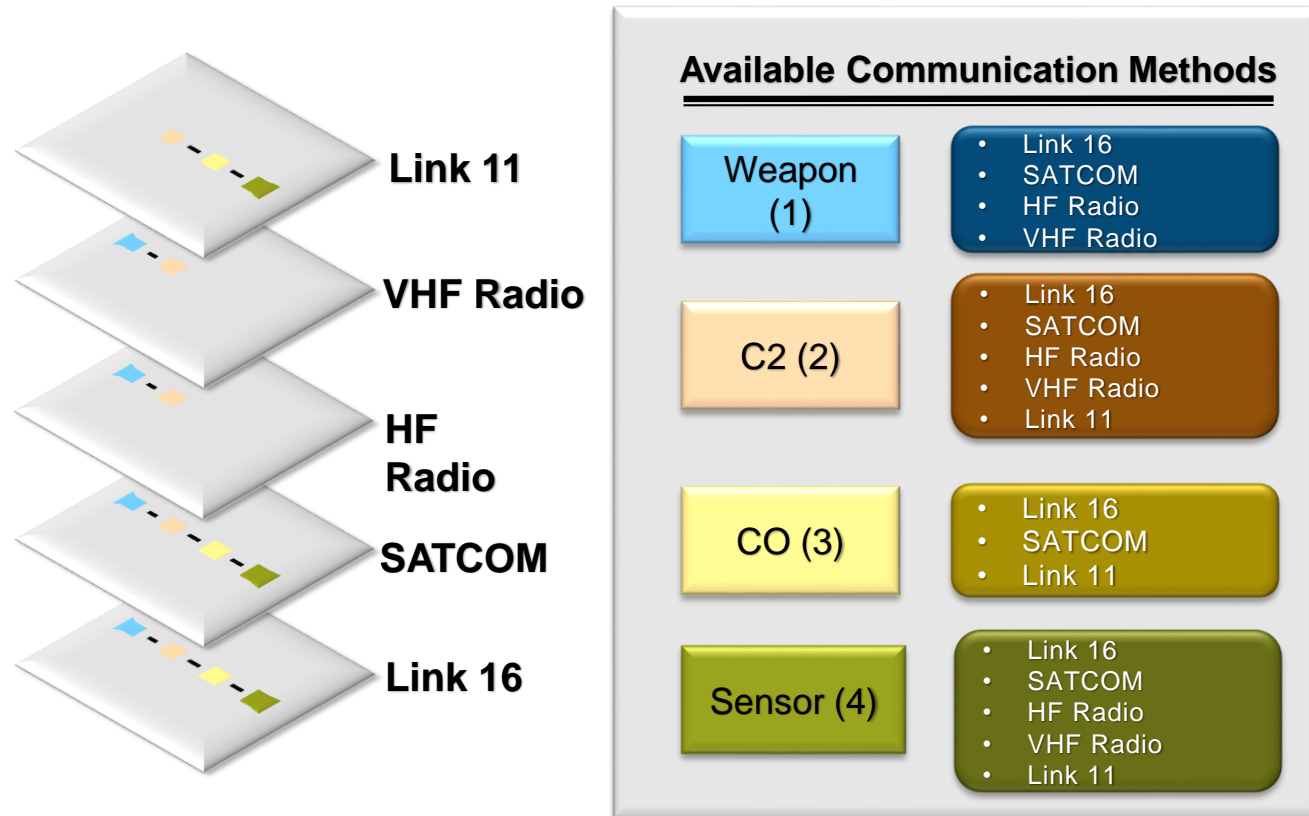 Link 11
VHF Radio
HF
Radio
SATCOM
Link 16
Available Communication Methods
Weapon
(1)
• Link 16
• SATCOM
• HF Radio
• VHF Radio
C2 (2)
• Link 16
• SATCOM
• HF Radio
• VHF Radio
• Link 11
CO (3)
• Link 16
• SATCOM
• Link 11
Sensor (4)
• Link 16
• SATCOM
• HF Radio
• VHF Radio
• Link 11